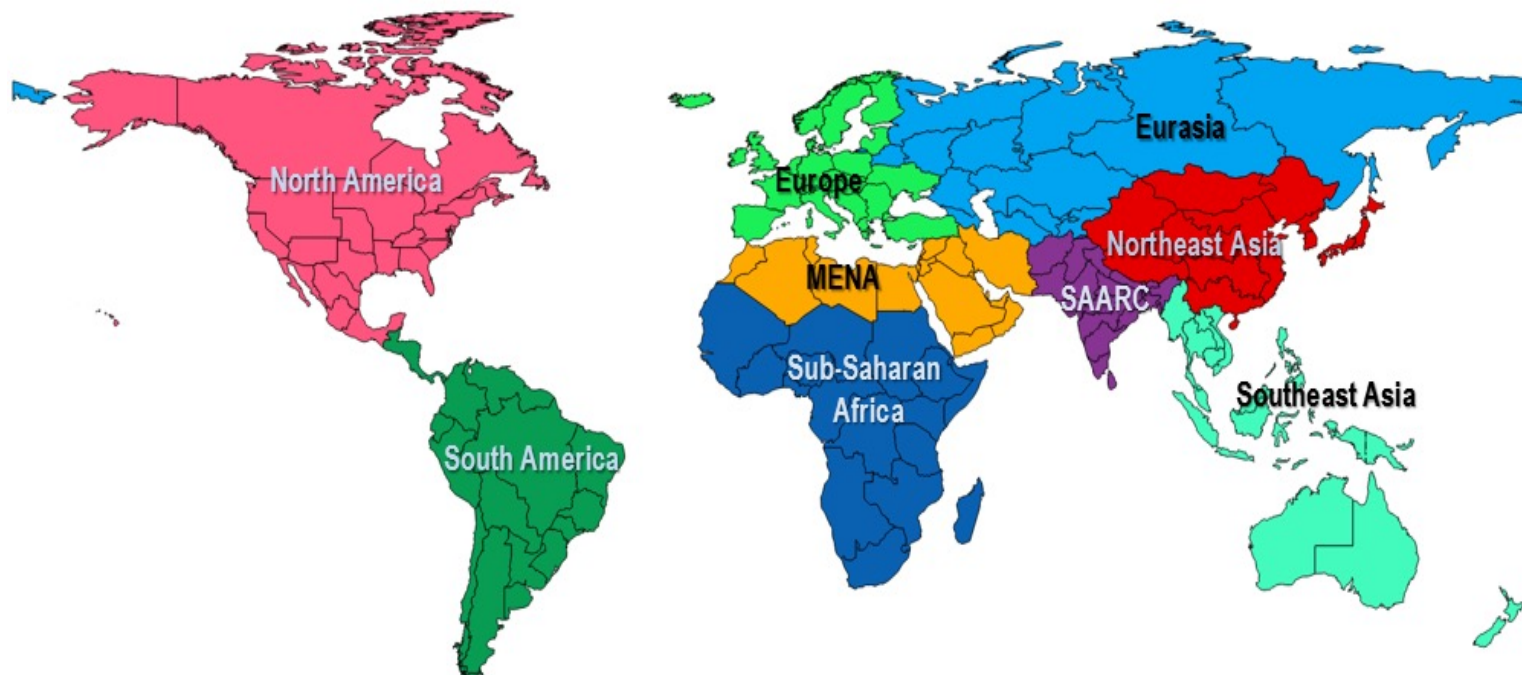 North America
Eurasia
Europe
Northeast Asia
MENA
SAARC
Sub-Saharan
Africa
Southeast Asia
South America